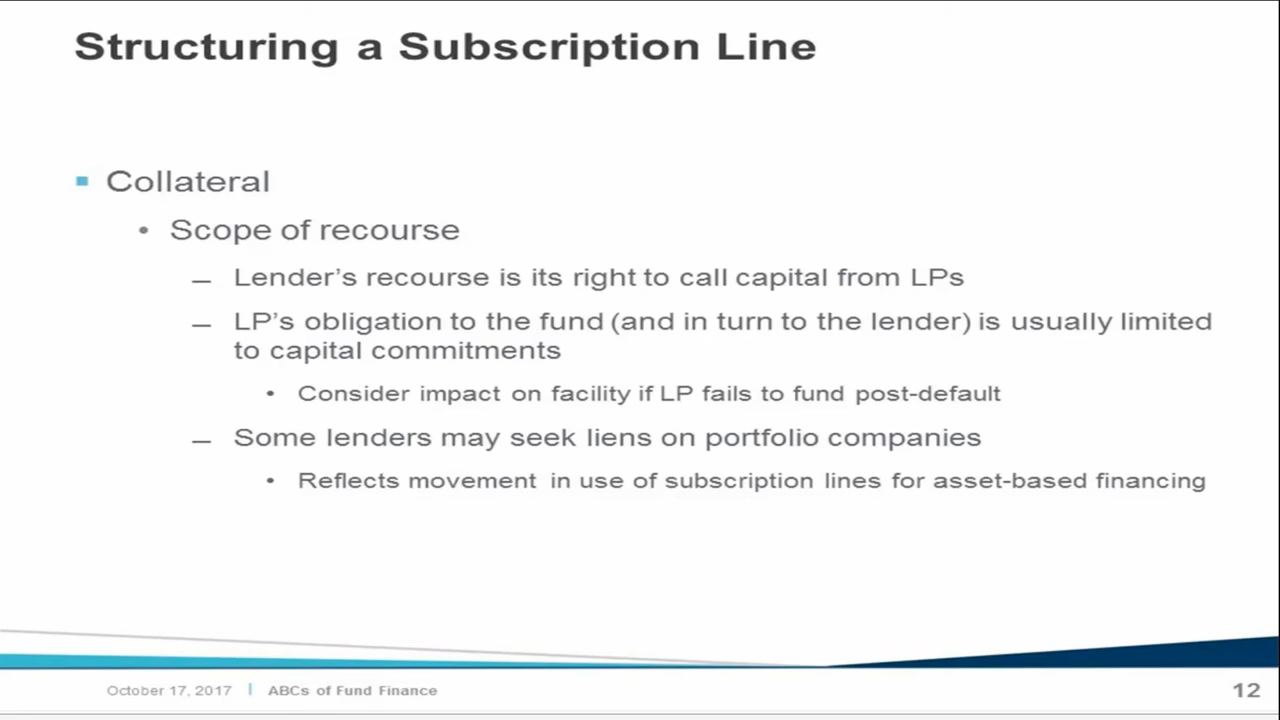 Structuring a Subscription Line
▪ Collateral
• Scope of recourse
– Lender's recourse is its right to call capital from LPs
– LP's obligation to the fund (and in turn to the lender) is usually limited
to capital commitments
• Consider impact on facility if LP fails to fund post-default
– Some lenders may seek liens on portfolio companies
• Reflects movement in use of subscription lines for asset-based financing
October 17, 2017 | ABCs of Fund Finance 12